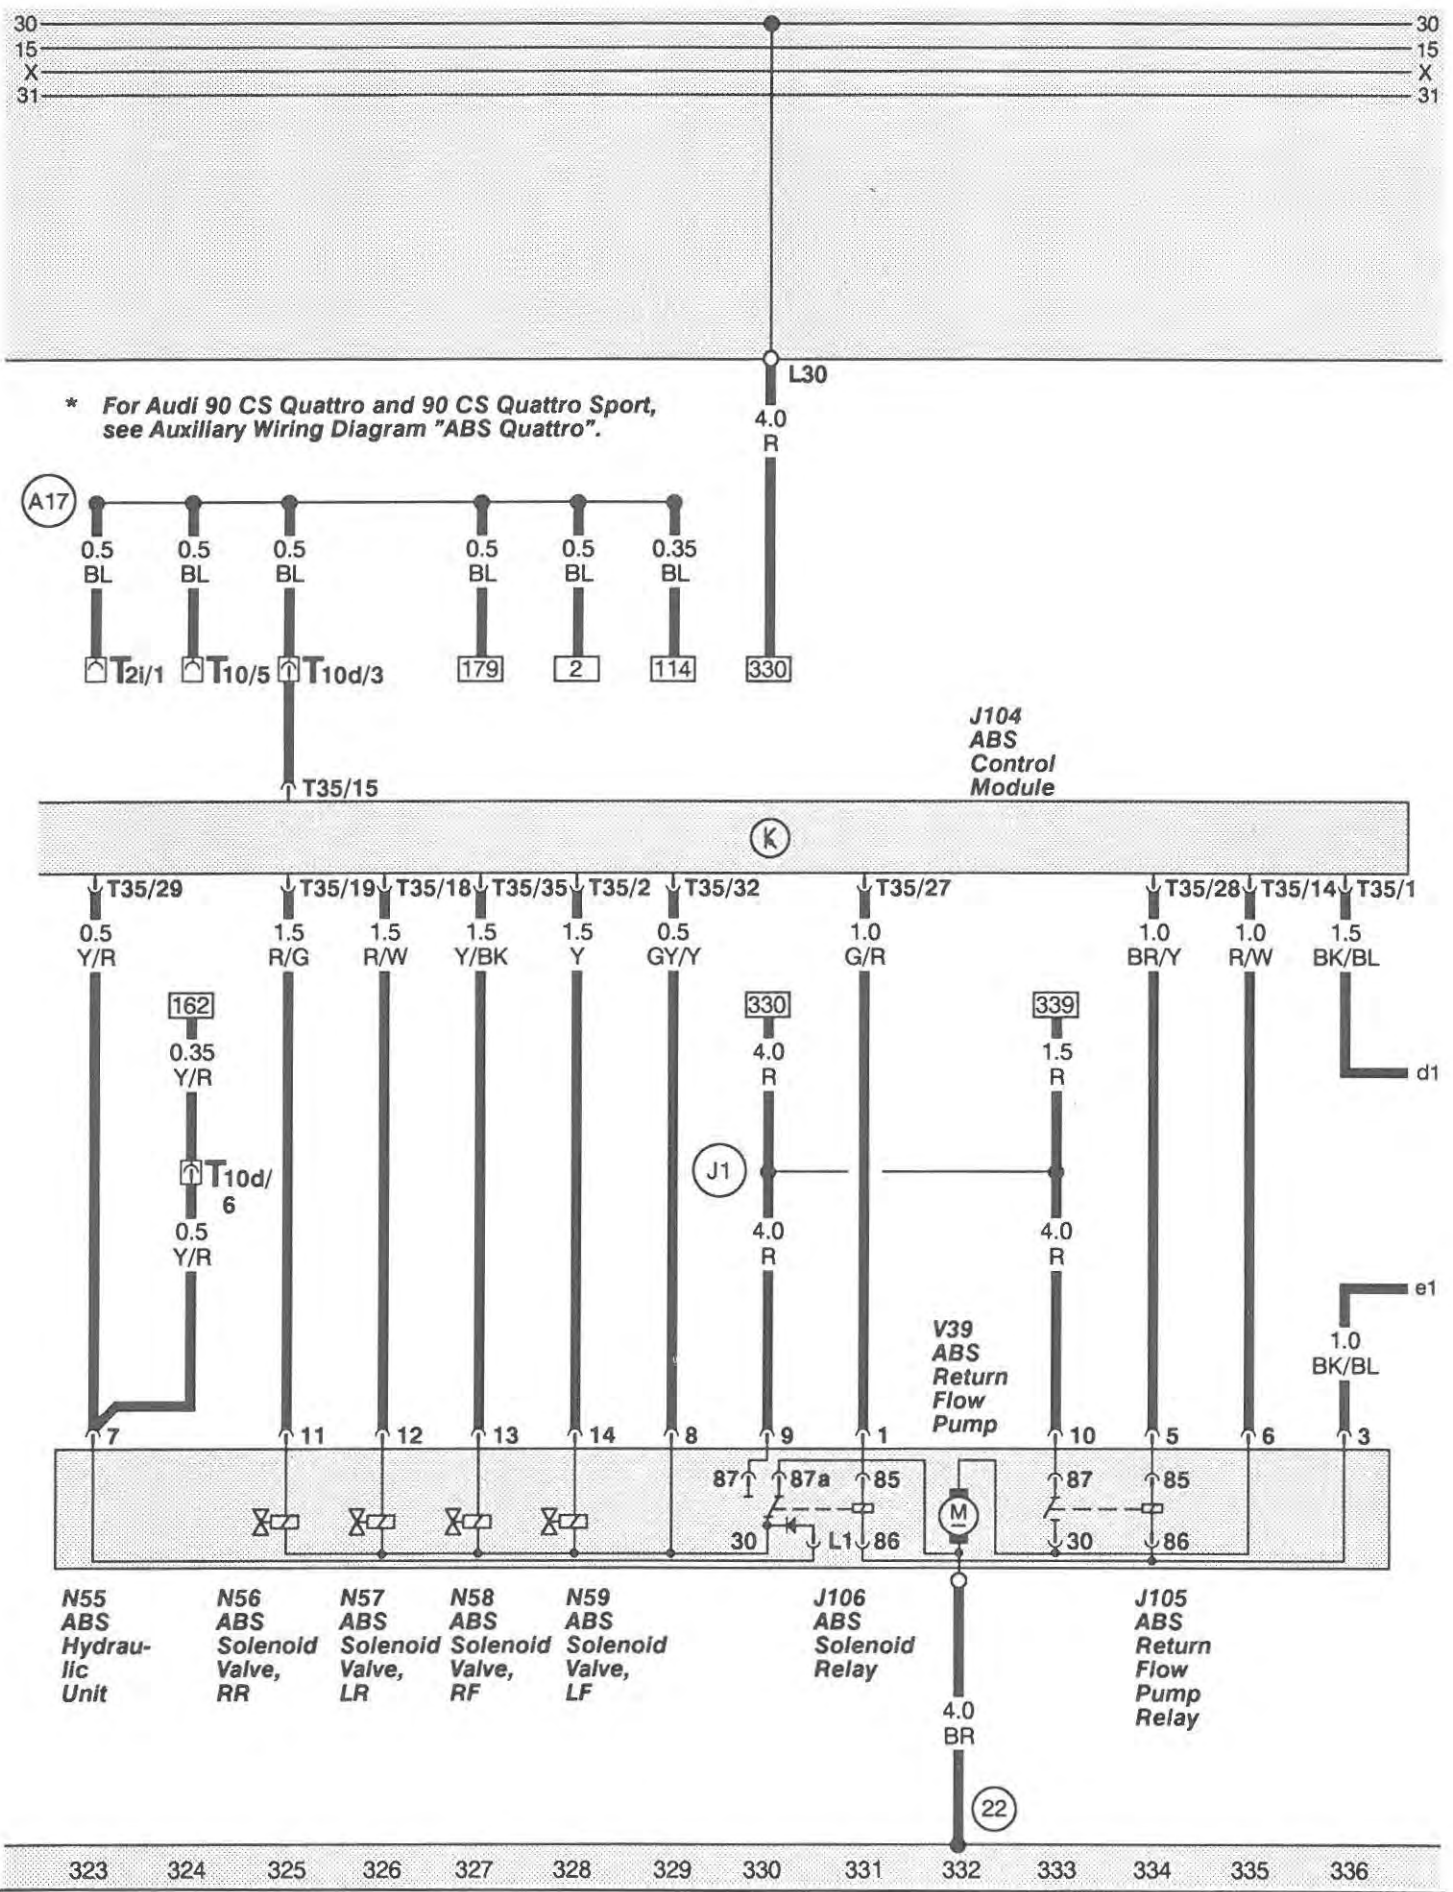 30 30
15 15
X X
31 31
L30
* For Audi 90 CS Quattro and 90 CS Quattro Sport,
see Auxiliary Wiring Diagram "ABS Quattro".
4.0
R
A17
0.5 0.5 0.5 0.5 0.5 0.35
BL BL BL BL BL BL
T2i/1 T10/5 T10d/3 179 2 114 330
J104
ABS
Control
Module
T35/15
K
T35/29 T35/19 T35/18 T35/35 T35/2 T35/32 T35/27 T35/28 T35/14 T35/1
0.5 1.5 1.5 1.5 1.5 0.5 1.0 1.0 1.0 1.5
Y/R R/G R/W Y/BK Y GY/Y G/R BR/Y R/W BK/BL
162 330 339
0.35 4.0 1.5
Y/R R R
d1
J1
T10d/
6
0.5 4.0 4.0
Y/R R R
e1
V39
ABS
Return
Flow
Pump
1.0
BK/BL
7 11 12 13 14 8 9 1 10 5 6 3
87 87a 85 87 85
M
30 L1 86 30 86
N55
ABS
Hydrau-
lic
Unit
N56
ABS
Solenoid
Valve,
RR
N57
ABS
Solenoid
Valve,
LR
N58
ABS
Solenoid
Valve,
RF
N59
ABS
Solenoid
Valve,
LF
J106
ABS
Solenoid
Relay
J105
ABS
Return
Flow
Pump
Relay
4.0
BR
22
323 324 325 326 327 328 329 330 331 332 333 334 335 336